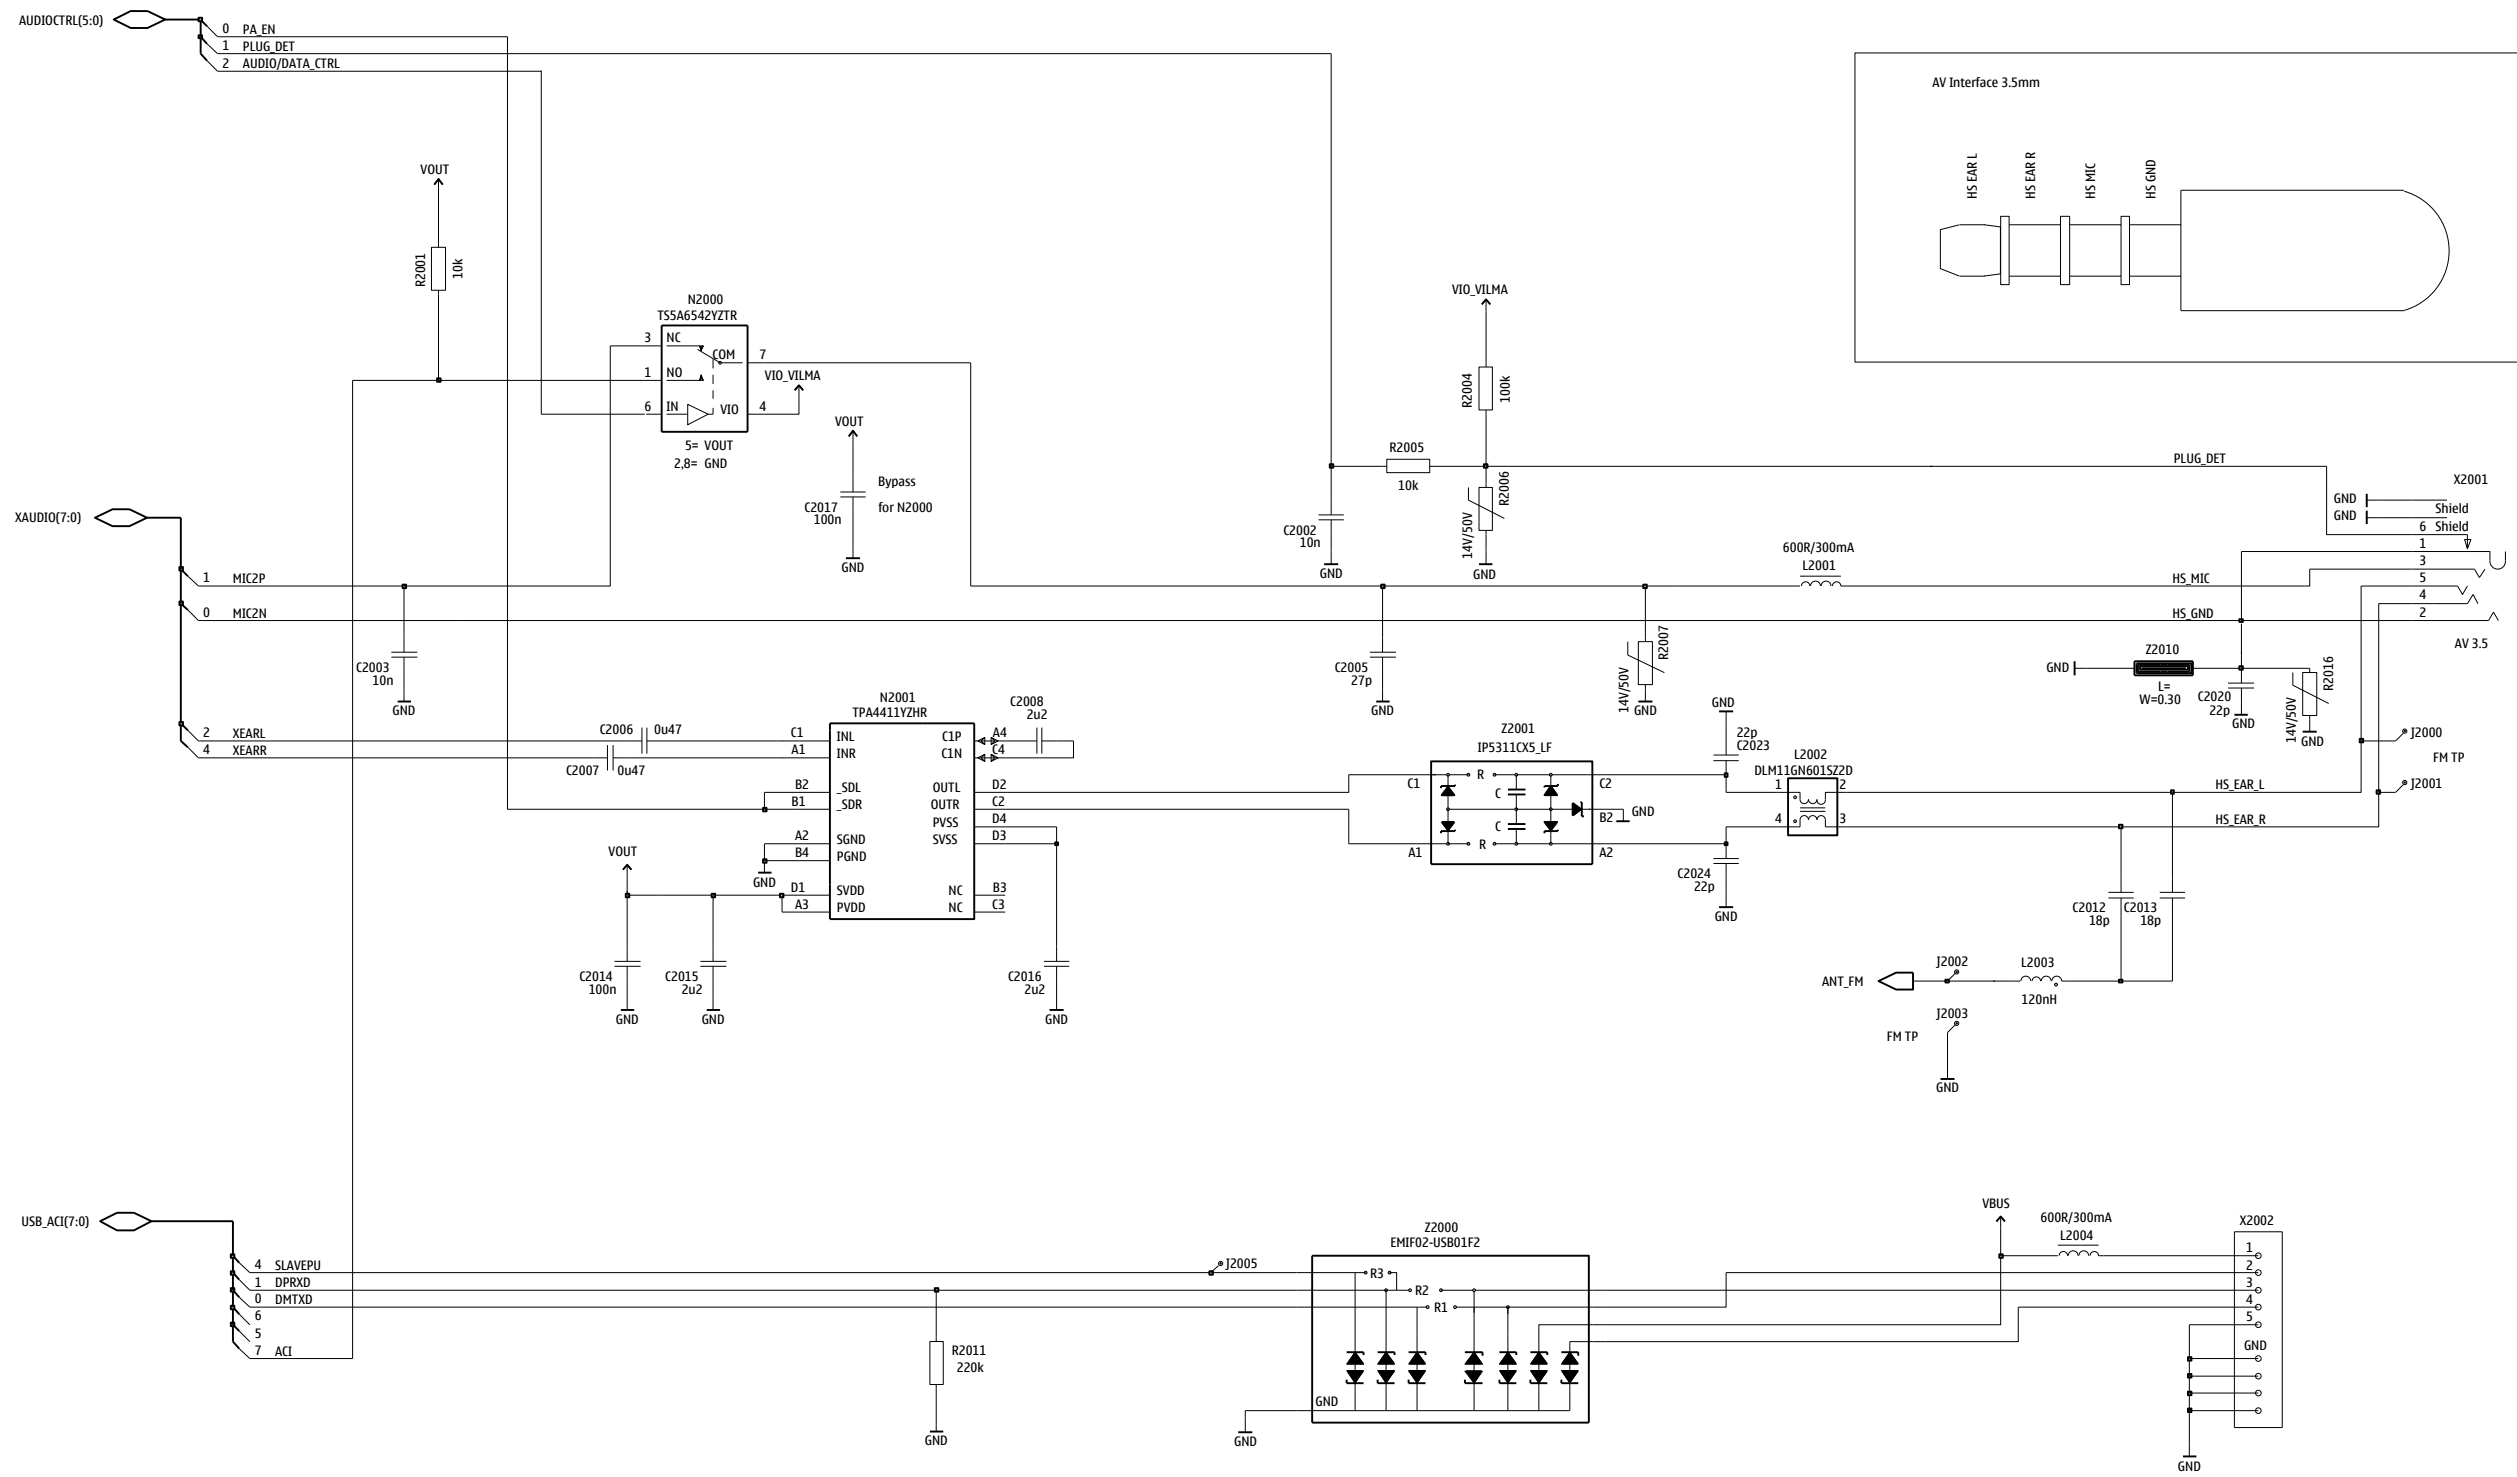 AUDIOCTRL(5:0)
0 PA_EN
1 PLUG_DET
2 AUDIO/DATA_CTRL
AV Interface 3.5mm
HS EAR L
HS EAR R
HS MIC
HS GND
VOUT
R2001
10k
N2000
TS5A6542YZTR
3 NC
COM 7
1 NO
VIO_VILMA
6 IN
VIO 4
5= VOUT
2,8= GND
VOUT
Bypass
for N2000
C2017
100n
GND
VIO_VILMA
R2004
100k
R2005
10k
R2006
14V/50V
GND
C2002
10n
GND
PLUG_DET
X2001
GND
GND
Shield
6 Shield
1
3
5
4
2
AV 3.5
XAUDIO(7:0)
1 MIC2P
0 MIC2N
600R/300mA
L2001
HS_MIC
HS_GND
C2003
10n
GND
C2005
27p
GND
R2007
14V/50V
GND
GND
Z2010
L=
W=0.30
C2020
22p
GND
R2016
14V/50V
GND
2 XEARL
4 XEARR
C2006 0u47
C2007 0u47
N2001
TPA4411YZHR
C1 INL
A1 INR
B2 _SDL
B1 _SDR
A2 SGND
B4 PGND
D1 SVDD
A3 PVDD
C1P A4
C1N C4
OUTL D2
OUTR C2
PVSS D4
SVSS D3
NC B3
NC C3
C2008
2u2
GND
VOUT
C2014
100n
GND
C2015
2u2
GND
C2016
2u2
GND
Z2001
IP5311CX5_LF
C1 R C2
C
B2 GND
C
A1 R A2
GND
22p
C2023
L2002
DLM11GN601SZ2D
1 2
4 3
C2024
22p
GND
HS_EAR_L
HS_EAR_R
J2000
FM TP
J2001
C2012
18p
C2013
18p
ANT_FM
J2002
L2003
120nH
J2003
FM TP
GND
USB_ACI(7:0)
4 SLAVEPU
1 DPRXD
0 DMTXD
6
5
7 ACI
J2005
R2011
220k
GND
Z2000
EMIF02-USB01F2
R3
R2
R1
GND
GND
VBUS
600R/300mA
L2004
X2002
1
2
3
4
5
GND
GND